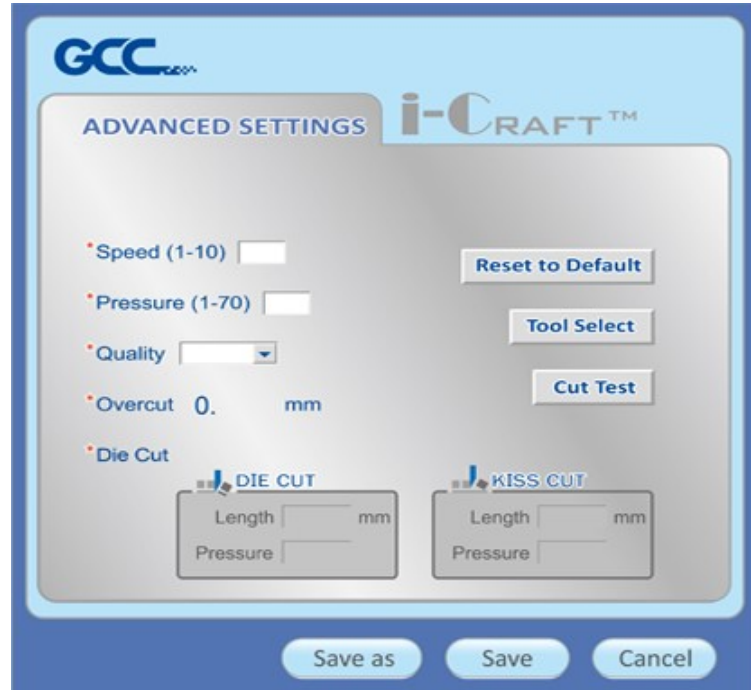 GCC
ADVANCED SETTINGS
i-CRAFT™
*Speed (1-10)
Reset to Default
*Pressure (1-70)
Tool Select
*Quality
Cut Test
*Overcut 0. mm
*Die Cut
DIE CUT
Length mm
Pressure
KISS CUT
Length mm
Pressure
Save as
Save
Cancel